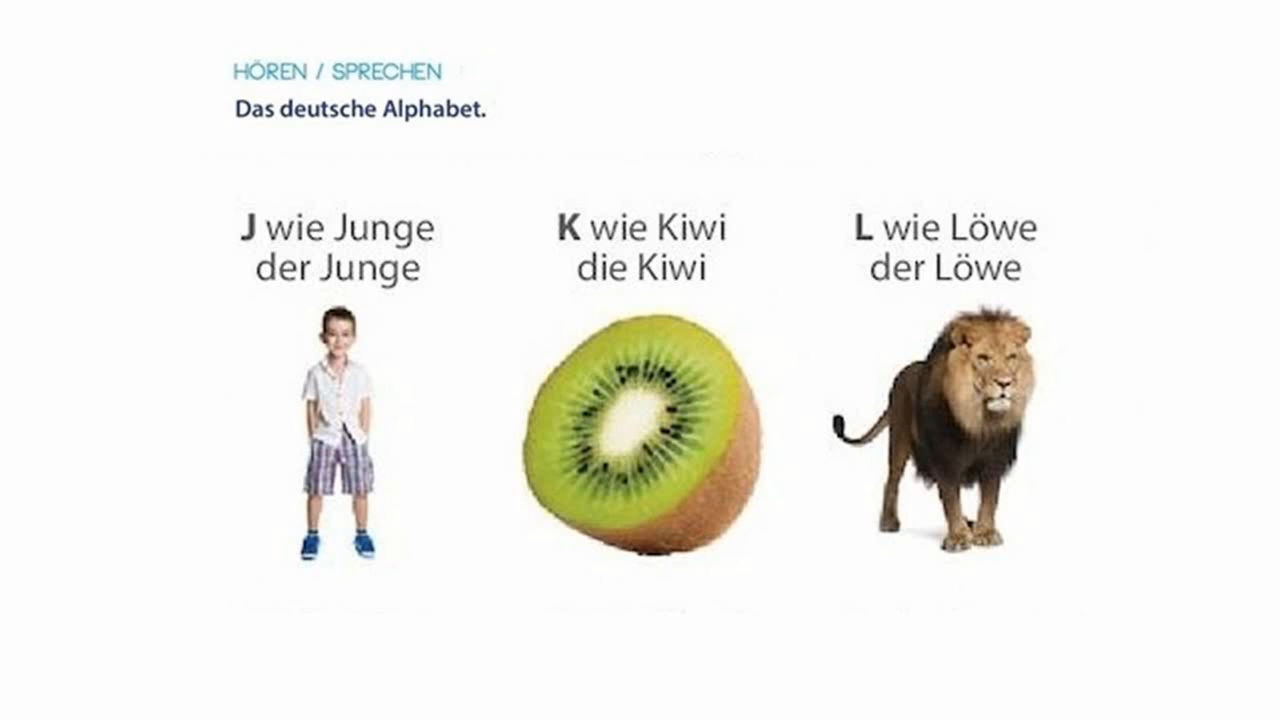 HÖREN / SPRECHEN
Das deutsche Alphabet.
J wie Junge
der Junge
K wie Kiwi
die Kiwi
L wie Löwe
der Löwe